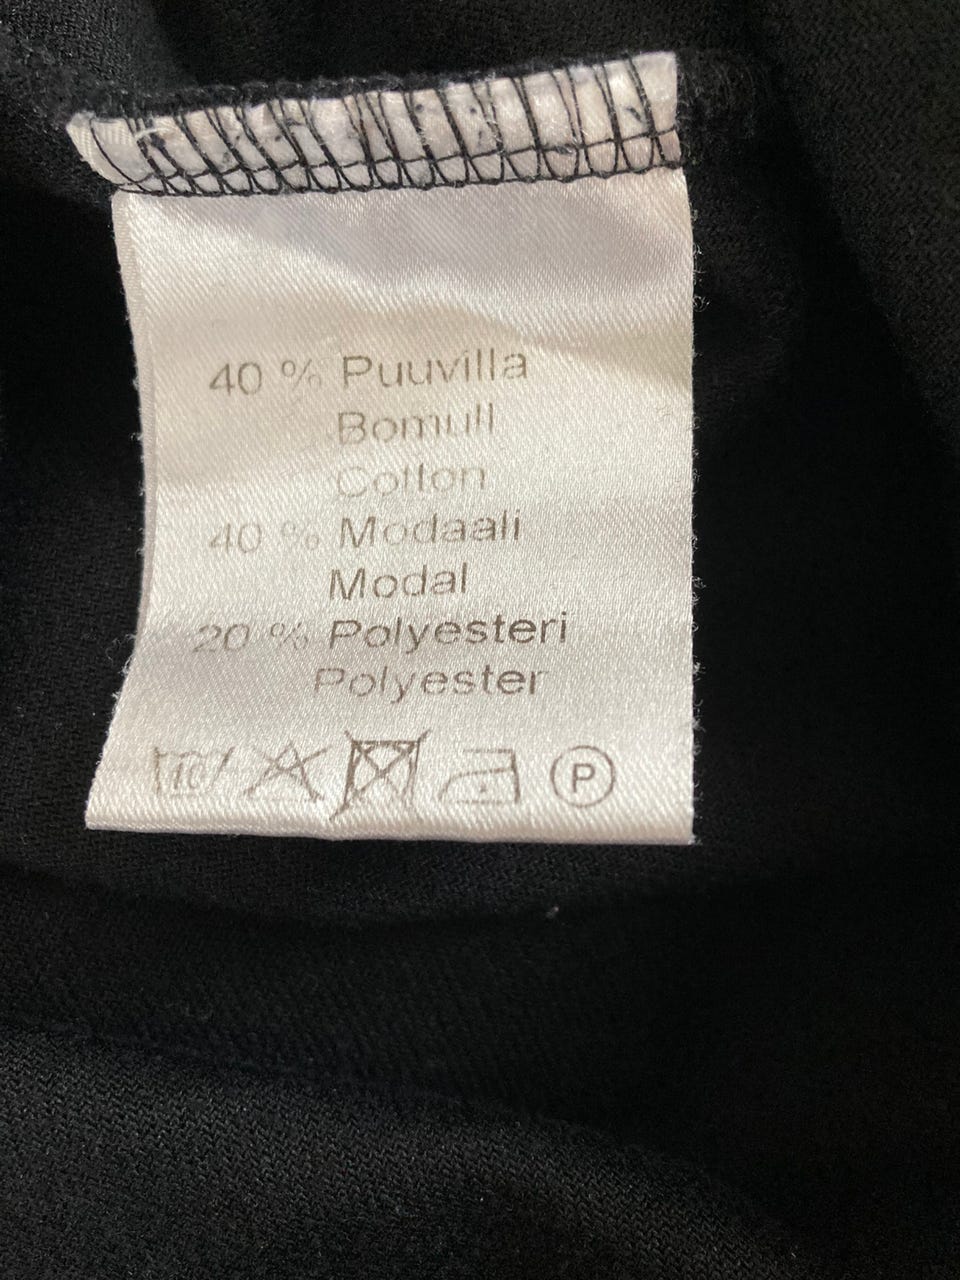 40 % Puuvilla
Bomull
Cotton
40 % Modaali
Modal
20 % Polyesteri
Polyester
P